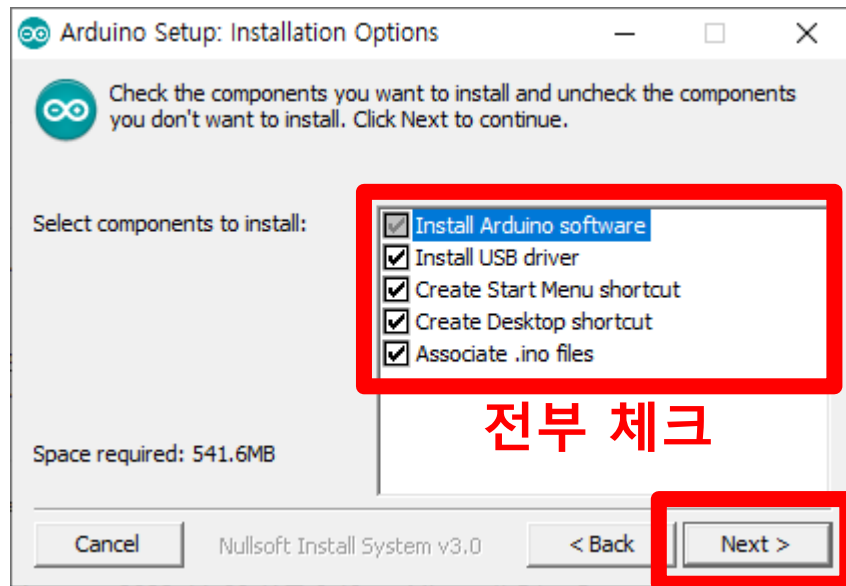 Arduino Setup: Installation Options
Check the components you want to install and uncheck the components
you don't want to install. Click Next to continue.
Select components to install:
Install Arduino software
Install USB driver
Create Start Menu shortcut
Create Desktop shortcut
Associate .ino files
전부 체크
Space required: 541.6MB
Cancel
Nullsoft Install System v3.0
< Back
Next >